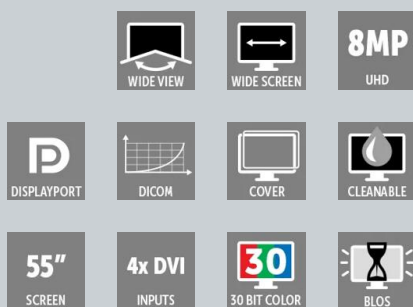 WIDE VIEW
WIDE SCREEN
8MP
UHD
DISPLAYPORT
DICOM
COVER
CLEANABLE
55"
SCREEN
4x DVI
INPUTS
30
30 BIT COLOR
BLOS